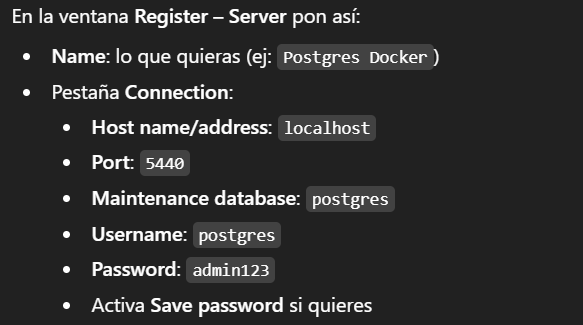 En la ventana Register – Server pon así:
• Name: lo que quieras (ej: Postgres Docker)
• Pestaña Connection:
• Host name/address: localhost
• Port: 5440
• Maintenance database: postgres
• Username: postgres
• Password: admin123
• Activa Save password si quieres